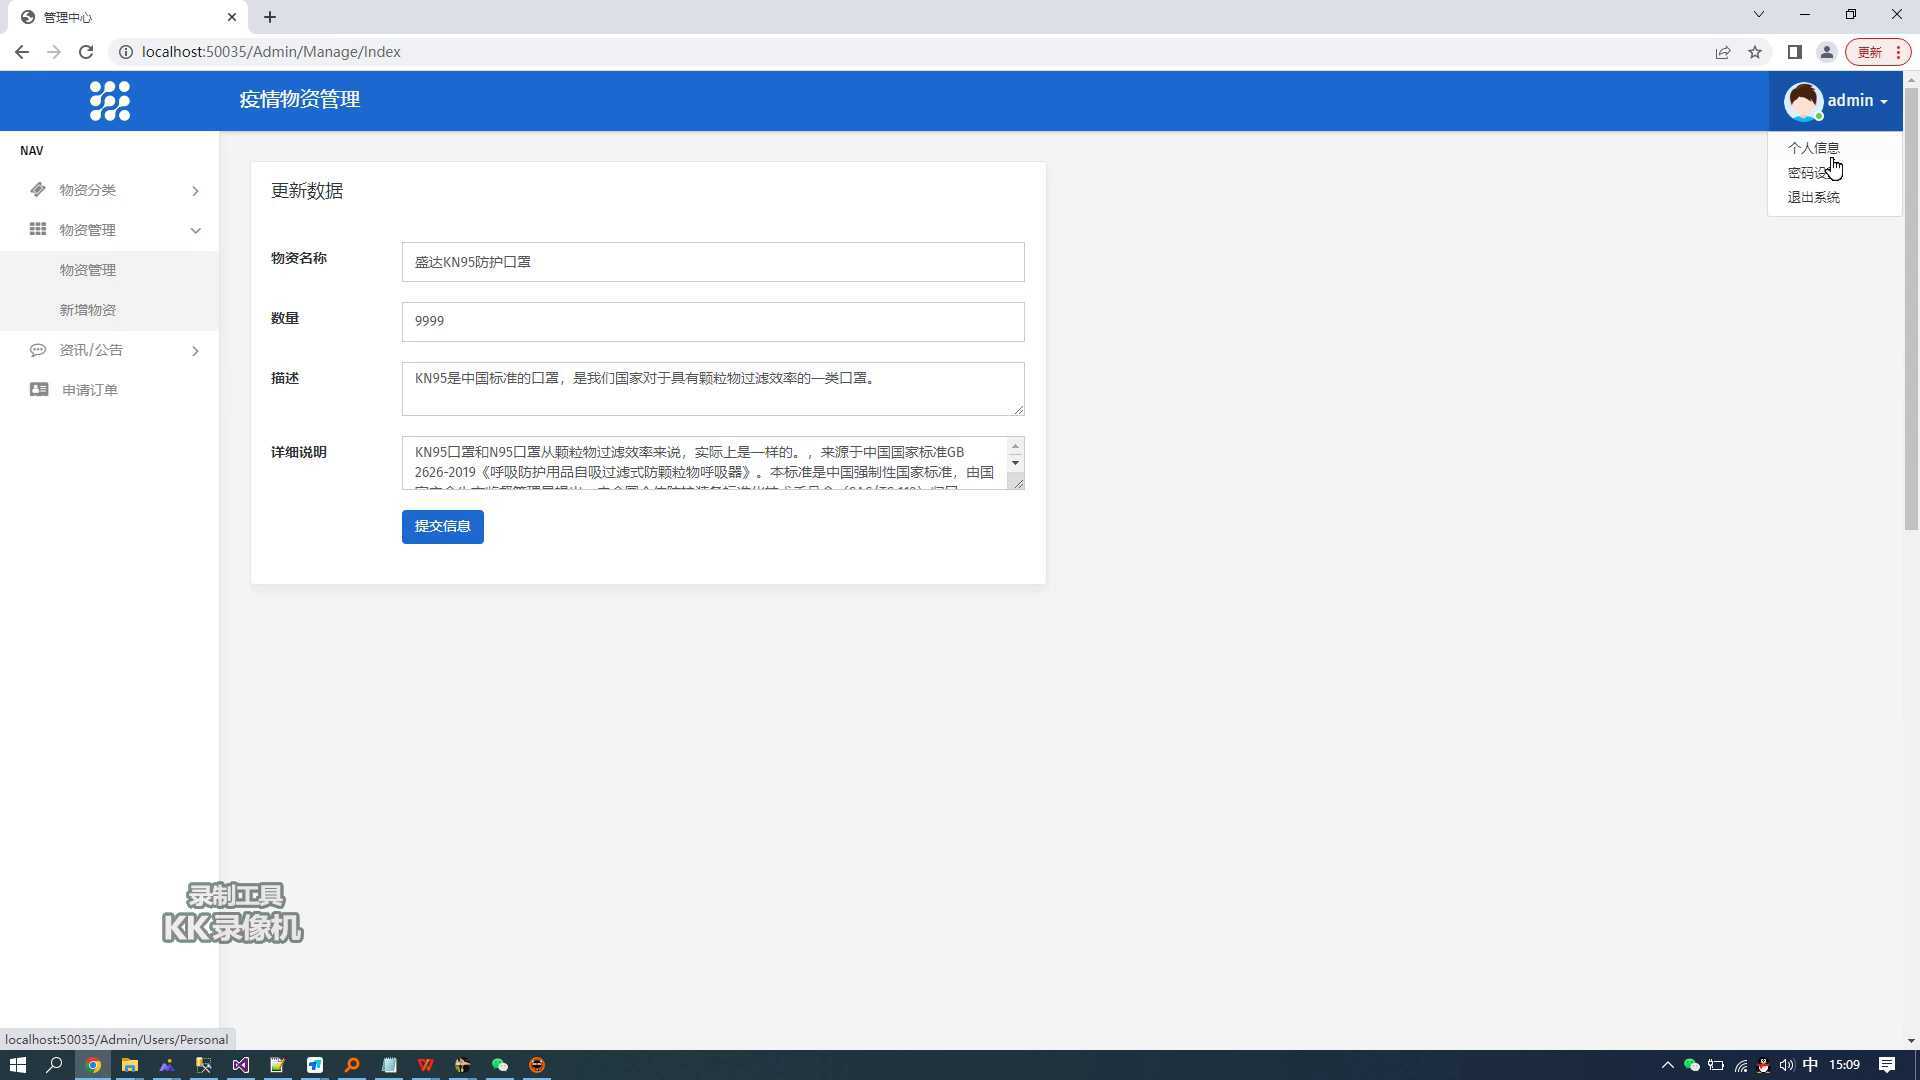 管理中心
localhost:50035/Admin/Manage/Index
更新
疫情物资管理
admin
个人信息
密码设
退出系统
NAV
物资分类
物资管理
物资管理
新增物资
资讯/公告
申请订单
更新数据
物资名称
盛达KN95防护口罩
数量
9999
描述
KN95是中国标准的口罩，是我们国家对于具有颗粒物过滤效率的一类口罩。
详细说明
KN95口罩和N95口罩从颗粒物过滤效率来说，实际上是一样的。，来源于中国国家标准GB
2626-2019《呼吸防护用品自吸过滤式防颗粒物呼吸器》。本标准是中国强制性国家标准，由国
提交信息
录制工具
KK录像机
localhost:50035/Admin/Users/Personal
中
15:09